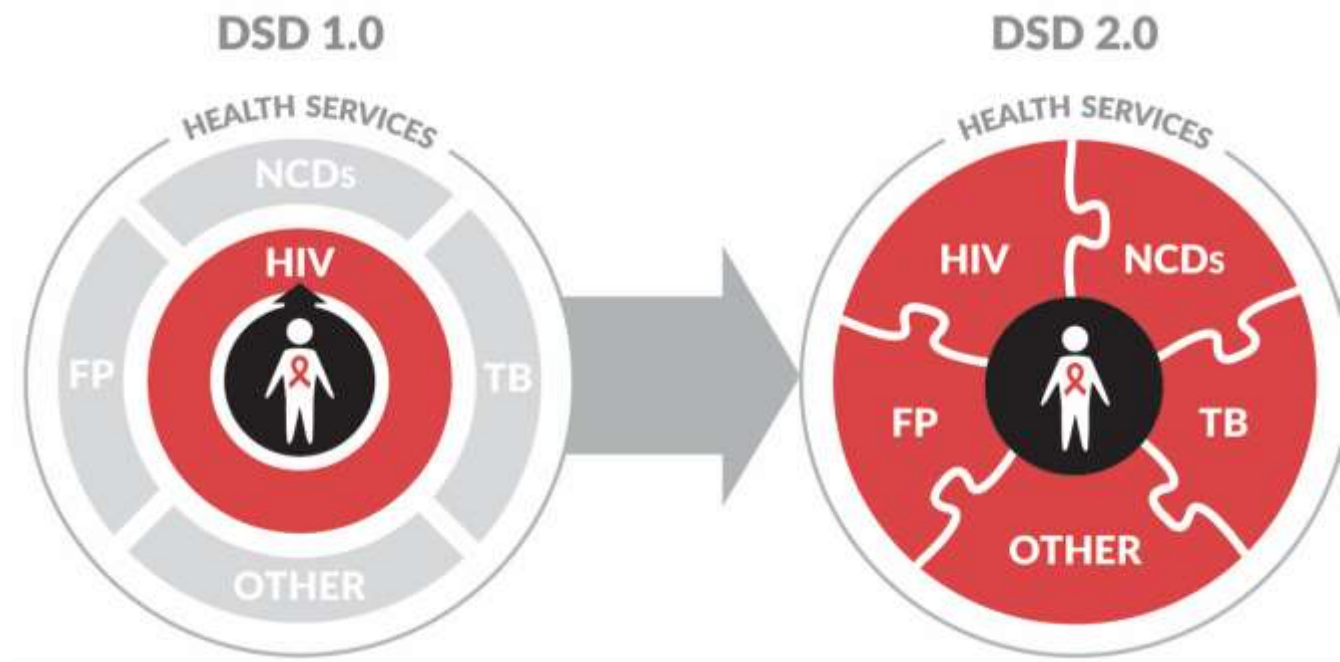 DSD 1.0
HEALTH SERVICES
NCDs
HIV
FP
TB
OTHER
DSD 2.0
HEALTH SERVICES
HIV
NCDs
FP
TB
OTHER